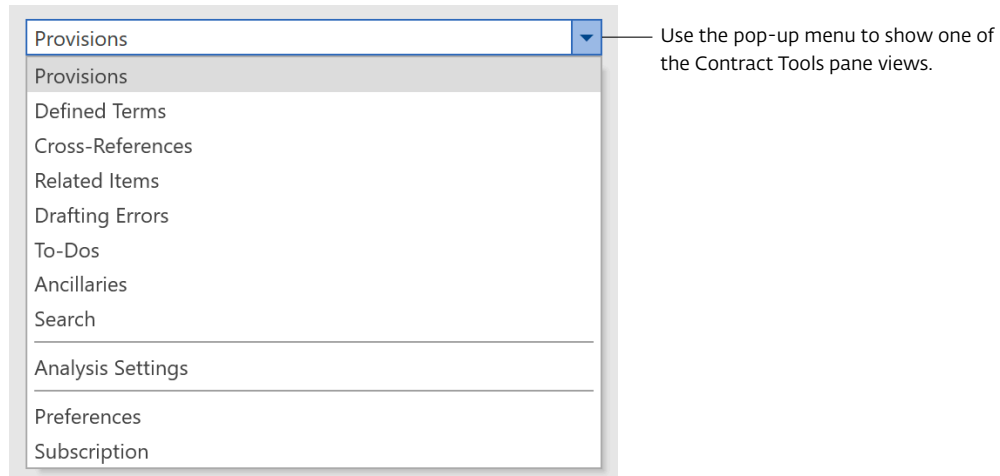 Provisions
Use the pop-up menu to show one of
the Contract Tools pane views.
Provisions
Defined Terms
Cross-References
Related Items
Drafting Errors
To-Dos
Ancillaries
Search
Analysis Settings
Preferences
Subscription